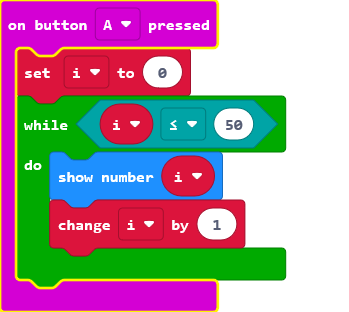 on button A pressed
set i to 0
while i ≤ 50
do
show number i
change i by 1